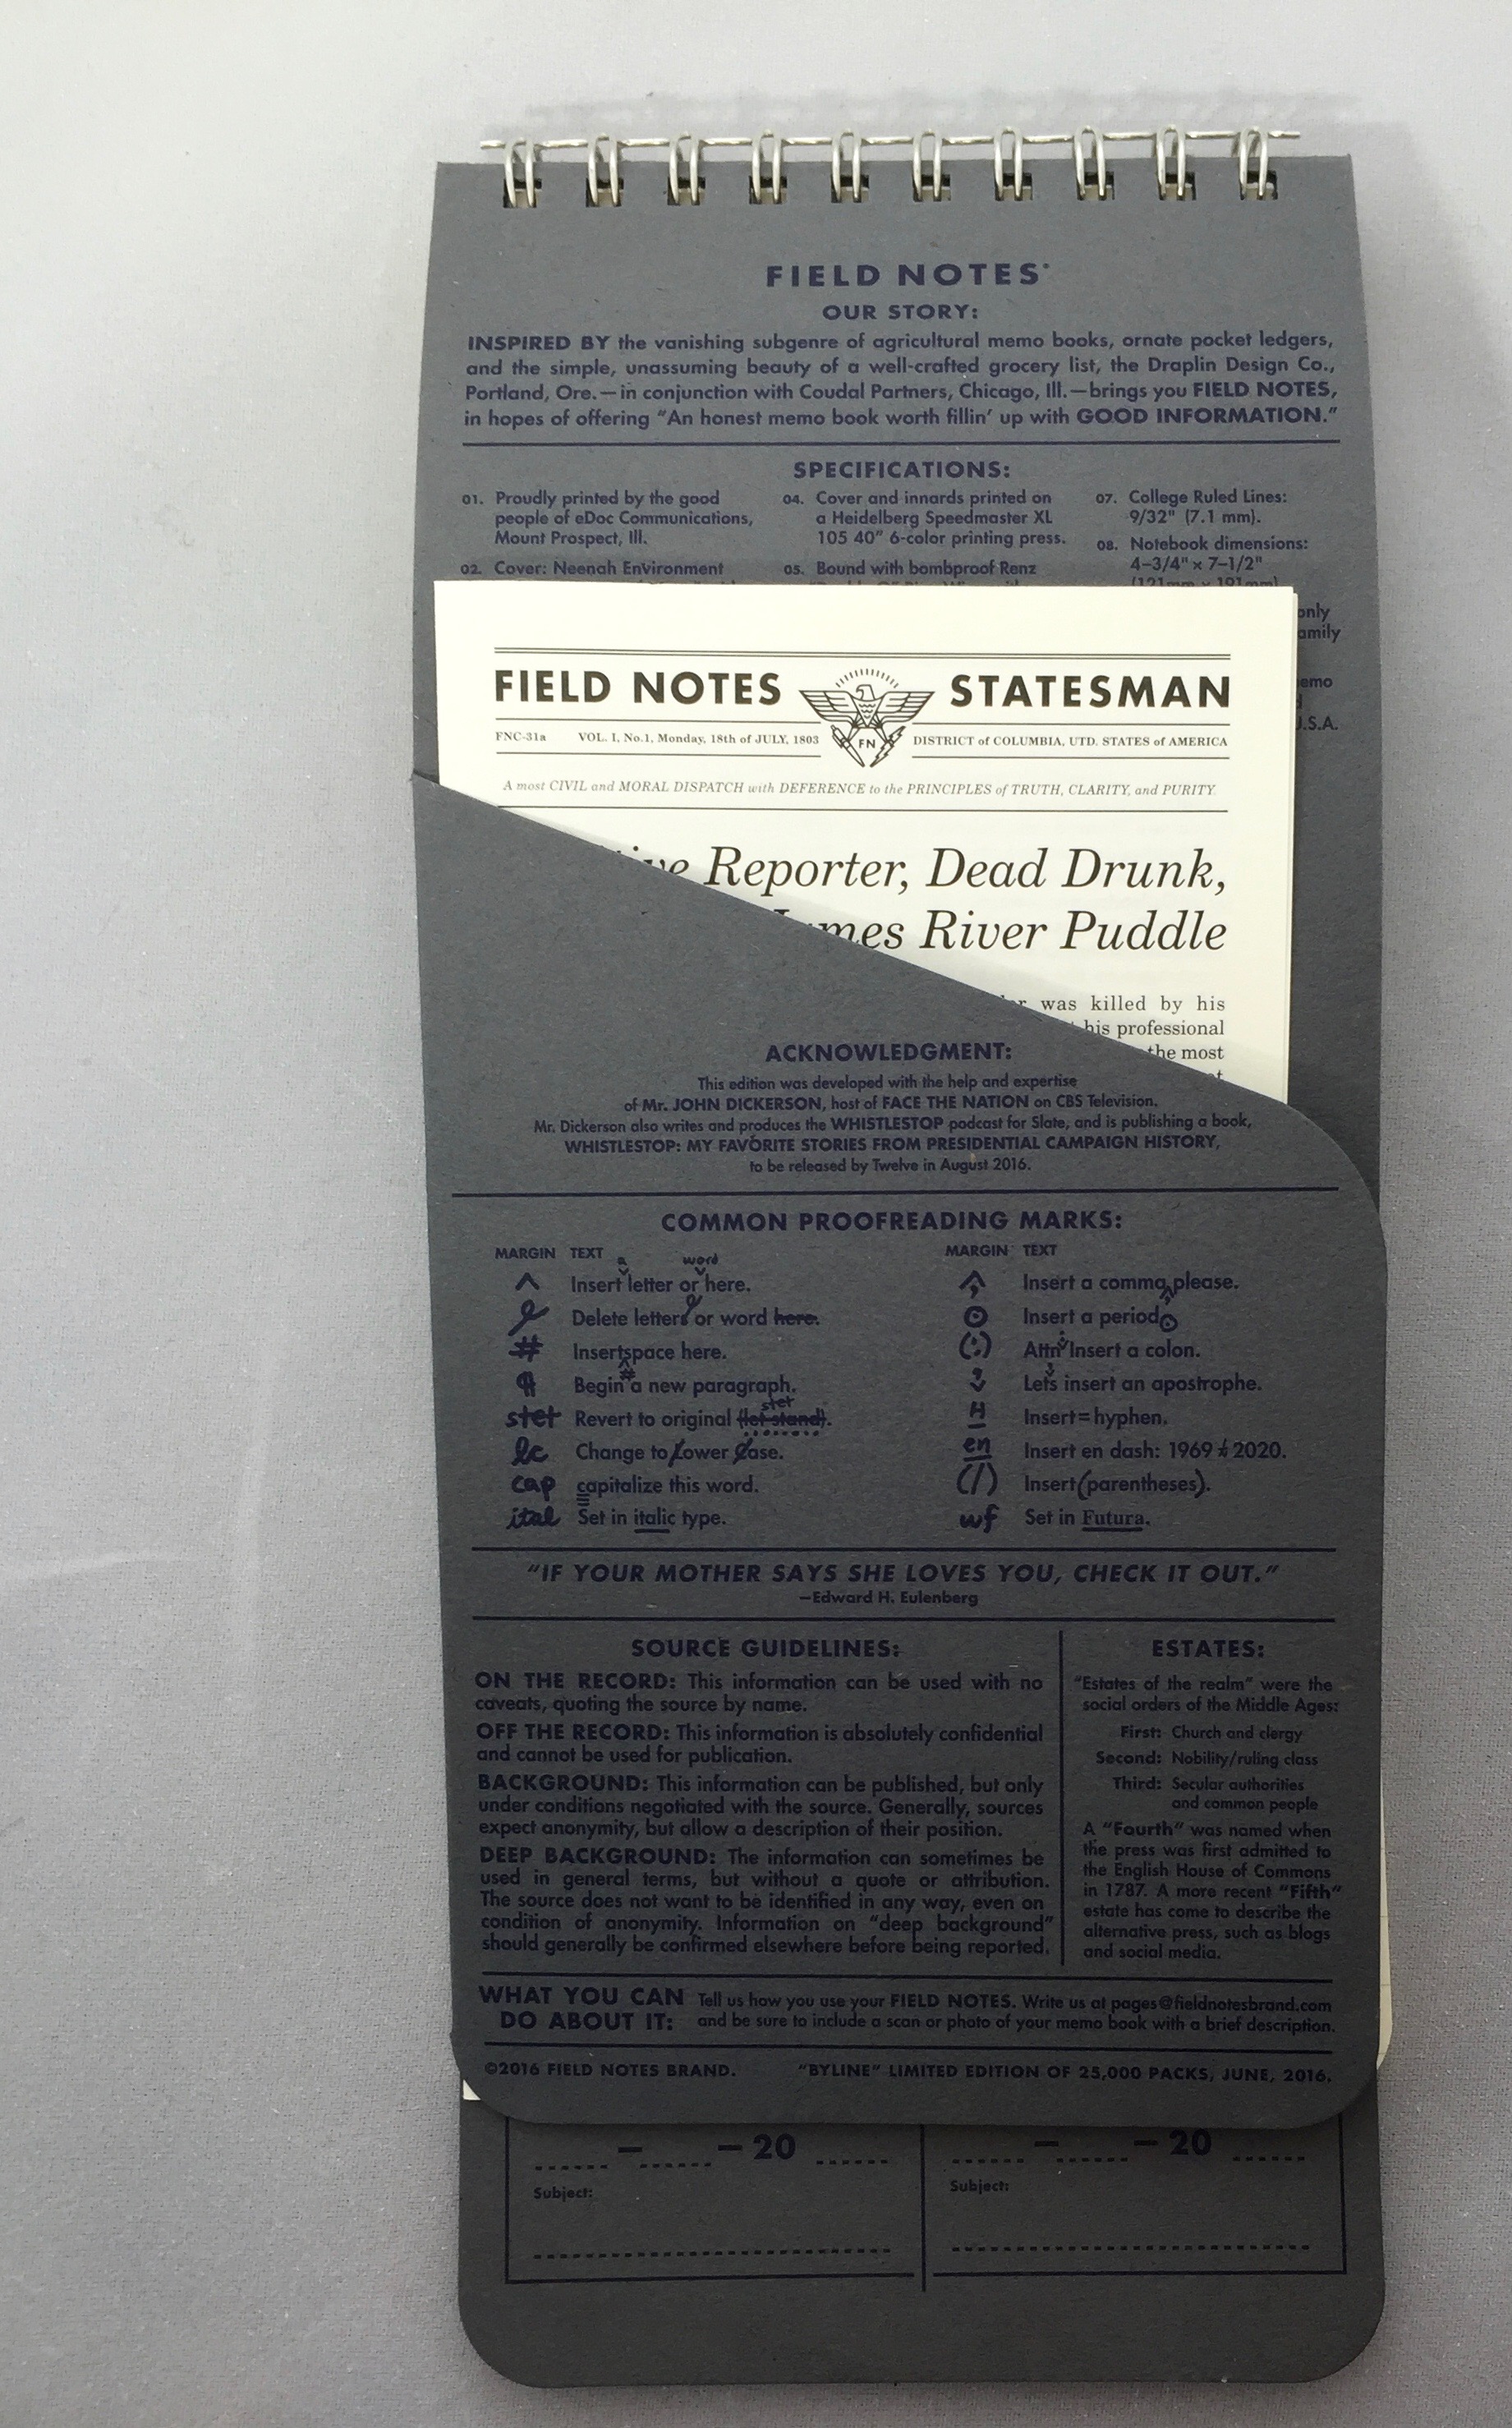 FIELD NOTES
OUR STORY:
INSPIRED BY the vanishing subgenre of agricultural memo books, ornate pocket ledgers,
and the simple, unassuming beauty of a well-crafted grocery list, the Draplin Design Co.,
Portland, Ore.—in conjunction with Coudal Partners, Chicago, Ill.—brings you FIELD NOTES,
in hopes of offering “An honest memo book worth fillin’ up with GOOD INFORMATION.”
SPECIFICATIONS:
01. Proudly printed by the good
people of eDoc Communications,
Mount Prospect, Ill.
02. Cover: Neenah Environment
04. Cover and innards printed on
a Heidelberg Speedmaster XL
105 40” 6-color printing press.
05. Bound with bombproof Renz
07. College Ruled Lines:
9/32" (7.1 mm).
08. Notebook dimensions:
4-3/4" x 7-1/2"
(121mm x 191mm)
only
U.S.A.
FIELD NOTES STATESMAN
FN
FNC-31a VOL. I, No.1, Monday, 18th of JULY, 1803 DISTRICT of COLUMBIA, UTD. STATES of AMERICA
A most CIVIL and MORAL DISPATCH with DEFERENCE to the PRINCIPLES of TRUTH, CLARITY, and PURITY.
Reporter, Dead Drunk,
River Puddle
was killed by his
his professional
the most
ACKNOWLEDGMENT:
This edition was developed with the help and expertise
of Mr. JOHN DICKERSON, host of FACE THE NATION on CBS Television.
Mr. Dickerson also writes and produces the WHISTLESTOP podcast for Slate, and is publishing a book,
WHISTLESTOP: MY FAVORITE STORIES FROM PRESIDENTIAL CAMPAIGN HISTORY,
to be released by Twelve in August 2016.
COMMON PROOFREADING MARKS:
MARGIN TEXT
a word
^ Insert letter or here.
Delete letters or word here.
# Insertspace here.
#
¶ Begin a new paragraph.
stet
stet Revert to original (let stand).
lc Change to Lower Case.
cap capitalize this word.
ital Set in italic type.
MARGIN TEXT
Insert a comma, please.
⊙ Insert a period⊙
(:) Attn: Insert a colon.
Let's insert an apostrophe.
H Insert=hyphen.
en Insert en dash: 1969 2020.
(/) Insert(parentheses).
wf Set in Futura.
“IF YOUR MOTHER SAYS SHE LOVES YOU, CHECK IT OUT.”
—Edward H. Eulenberg
SOURCE GUIDELINES:
ON THE RECORD: This information can be used with no
caveats, quoting the source by name.
OFF THE RECORD: This information is absolutely confidential
and cannot be used for publication.
BACKGROUND: This information can be published, but only
under conditions negotiated with the source. Generally, sources
expect anonymity, but allow a description of their position.
DEEP BACKGROUND: The information can sometimes be
used in general terms, but without a quote or attribution.
The source does not want to be identified in any way, even on
condition of anonymity. Information on “deep background”
should generally be confirmed elsewhere before being reported.
ESTATES:
“Estates of the realm” were the
social orders of the Middle Ages:
First: Church and clergy
Second: Nobility/ruling class
Third: Secular authorities
and common people
A “Fourth” was named when
the press was first admitted to
the English House of Commons
in 1787. A more recent “Fifth”
estate has come to describe the
alternative press, such as blogs
and social media.
WHAT YOU CAN
DO ABOUT IT:
Tell us how you use your FIELD NOTES. Write us at pages@fieldnotesbrand.com
and be sure to include a scan or photo of your memo book with a brief description.
©2016 FIELD NOTES BRAND. “BYLINE” LIMITED EDITION OF 25,000 PACKS, JUNE, 2016.
– – 20
Subject:
– – 20
Subject: